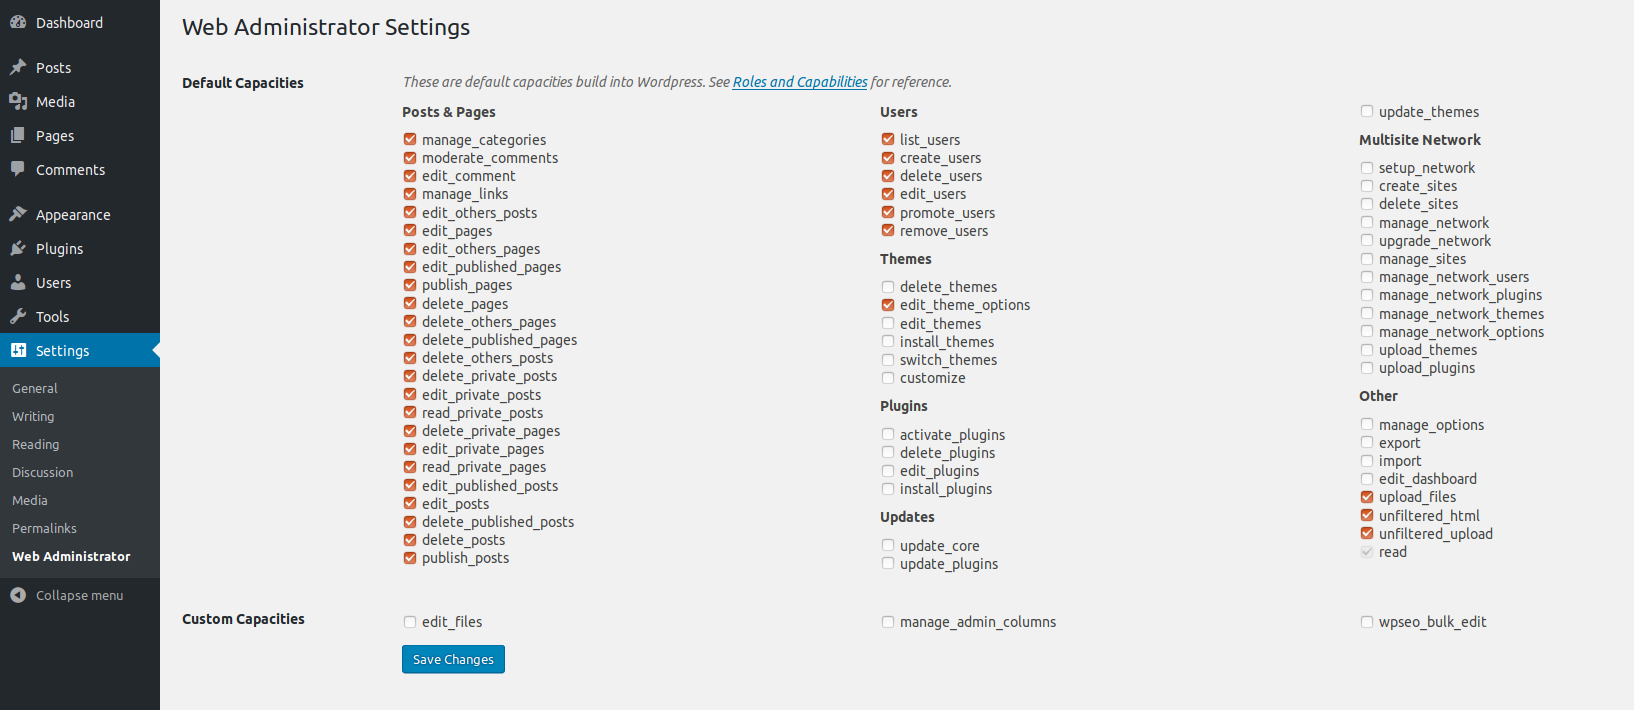 Dashboard
Posts
Media
Pages
Comments
Appearance
Plugins
Users
Tools
Settings
General
Writing
Reading
Discussion
Media
Permalinks
Web Administrator
Collapse menu
Web Administrator Settings
Default Capacities
These are default capacities build into Wordpress. See Roles and Capabilities for reference.
Posts & Pages
manage_categories
moderate_comments
edit_comment
manage_links
edit_others_posts
edit_pages
edit_others_pages
edit_published_pages
publish_pages
delete_pages
delete_others_pages
delete_published_pages
delete_others_posts
delete_private_posts
edit_private_posts
read_private_posts
delete_private_pages
edit_private_pages
read_private_pages
edit_published_posts
edit_posts
delete_published_posts
delete_posts
publish_posts
Users
list_users
create_users
delete_users
edit_users
promote_users
remove_users
Themes
delete_themes
edit_theme_options
edit_themes
install_themes
switch_themes
customize
Plugins
activate_plugins
delete_plugins
edit_plugins
install_plugins
Updates
update_core
update_plugins
update_themes
Multisite Network
setup_network
create_sites
delete_sites
manage_network
upgrade_network
manage_sites
manage_network_users
manage_network_plugins
manage_network_themes
manage_network_options
upload_themes
upload_plugins
Other
manage_options
export
import
edit_dashboard
upload_files
unfiltered_html
unfiltered_upload
read
Custom Capacities
edit_files
manage_admin_columns
wpseo_bulk_edit
Save Changes